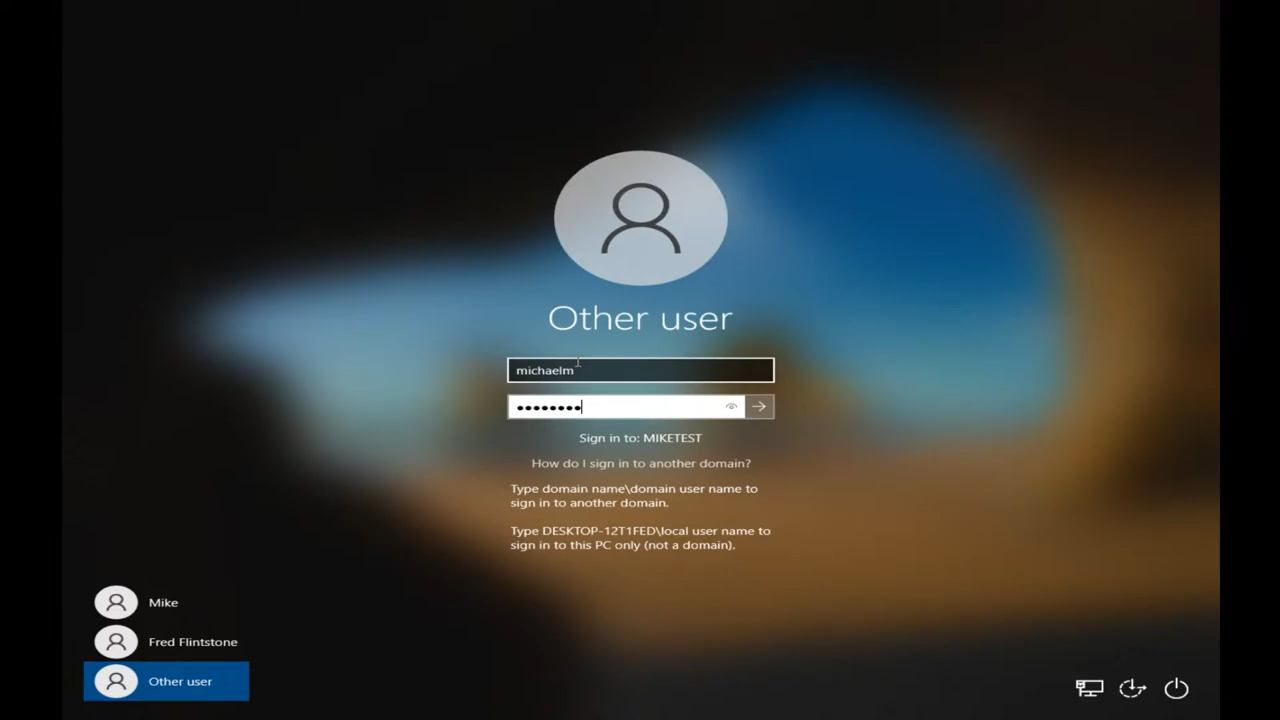 Other user
michaelm
••••••••
Sign in to: MIKETEST
How do I sign in to another domain?
Type domain name\domain user name to
sign in to another domain.
Type DESKTOP-12T1FED\local user name to
sign in to this PC only (not a domain).
Mike
Fred Flintstone
Other user